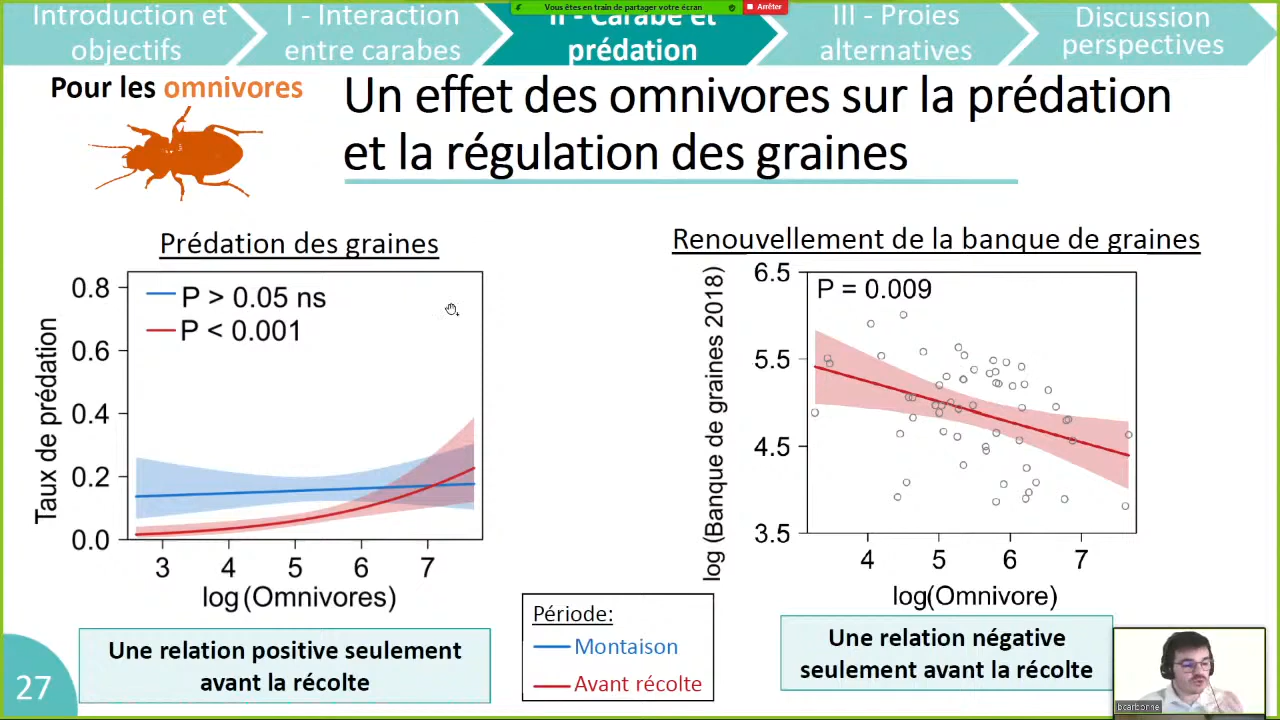 Vous êtes en train de partager votre écran
Arrêter
Introduction et
objectifs
I - Interaction
entre carabes
II - Carabe et
prédation
III - Proies
alternatives
Discussion
perspectives
Pour les omnivores
Un effet des omnivores sur la prédation
et la régulation des graines
Prédation des graines
Taux de prédation
0.8
0.6
0.4
0.2
0.0
P > 0.05 ns
P < 0.001
3 4 5 6 7
log (Omnivores)
Une relation positive seulement
avant la récolte
Période:
Montaison
Avant récolte
Renouvellement de la banque de graines
log (Banque de graines 2018)
6.5
5.5
4.5
3.5
P = 0.009
4 5 6 7
log(Omnivore)
Une relation négative
seulement avant la récolte
27
bcarbonne